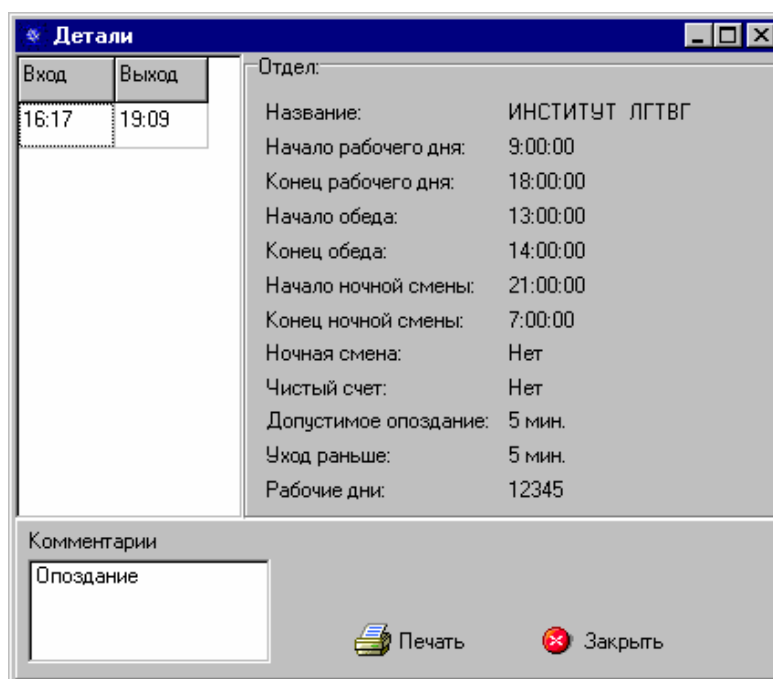 Детали
Вход Выход
16:17 19:09
Отдел:
Название: ИНСТИТУТ ЛГТВГ
Начало рабочего дня: 9:00:00
Конец рабочего дня: 18:00:00
Начало обеда: 13:00:00
Конец обеда: 14:00:00
Начало ночной смены: 21:00:00
Конец ночной смены: 7:00:00
Ночная смена: Нет
Чистый счет: Нет
Допустимое опоздание: 5 мин.
Уход раньше: 5 мин.
Рабочие дни: 12345
Комментарии
Опоздание
Печать Закрыть